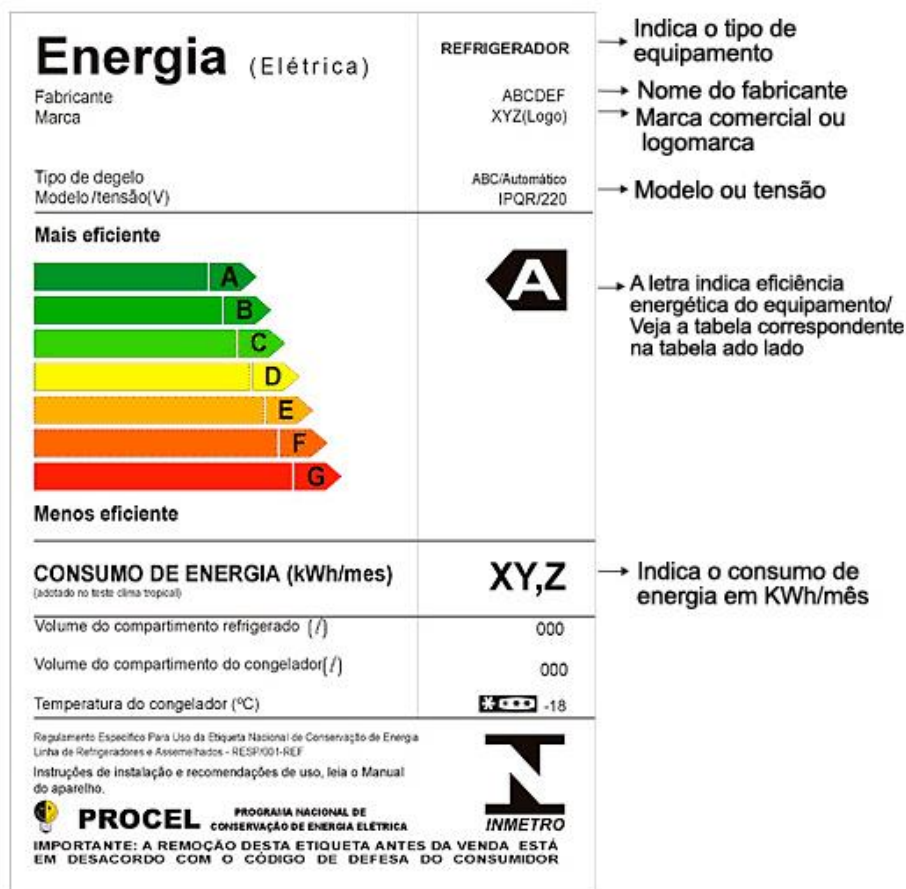 Energia (Elétrica)
REFRIGERADOR
Indica o tipo de
equipamento
Fabricante
ABCDEF
Nome do fabricante
Marca
XYZ(Logo)
Marca comercial ou
logomarca
Tipo de degelo
ABC/Automático
Modelo/tensão(V)
IPQR/220
Modelo ou tensão
Mais eficiente
A
B
C
D
E
F
G
Menos eficiente
A
A letra indica eficiência
energética do equipamento/
Veja a tabela correspondente
na tabela ado lado
CONSUMO DE ENERGIA (kWh/mes)
(adotado no teste clima tropical)
XY,Z
Indica o consumo de
energia em KWh/mês
Volume do compartimento refrigerado (l)
000
Volume do compartimento do congelador(l)
000
Temperatura do congelador (ºC)
-18
Regulamento Específico Para Uso da Etiqueta Nacional de Conservação de Energia
Linha de Refrigeradores e Assemelhados - RESP/001-REF
Instruções de instalação e recomendações de uso, leia o Manual
do aparelho.
PROCEL
PROGRAMA NACIONAL DE
CONSERVAÇÃO DE ENERGIA ELÉTRICA
INMETRO
IMPORTANTE: A REMOÇÃO DESTA ETIQUETA ANTES DA VENDA ESTÁ
EM DESACORDO COM O CÓDIGO DE DEFESA DO CONSUMIDOR